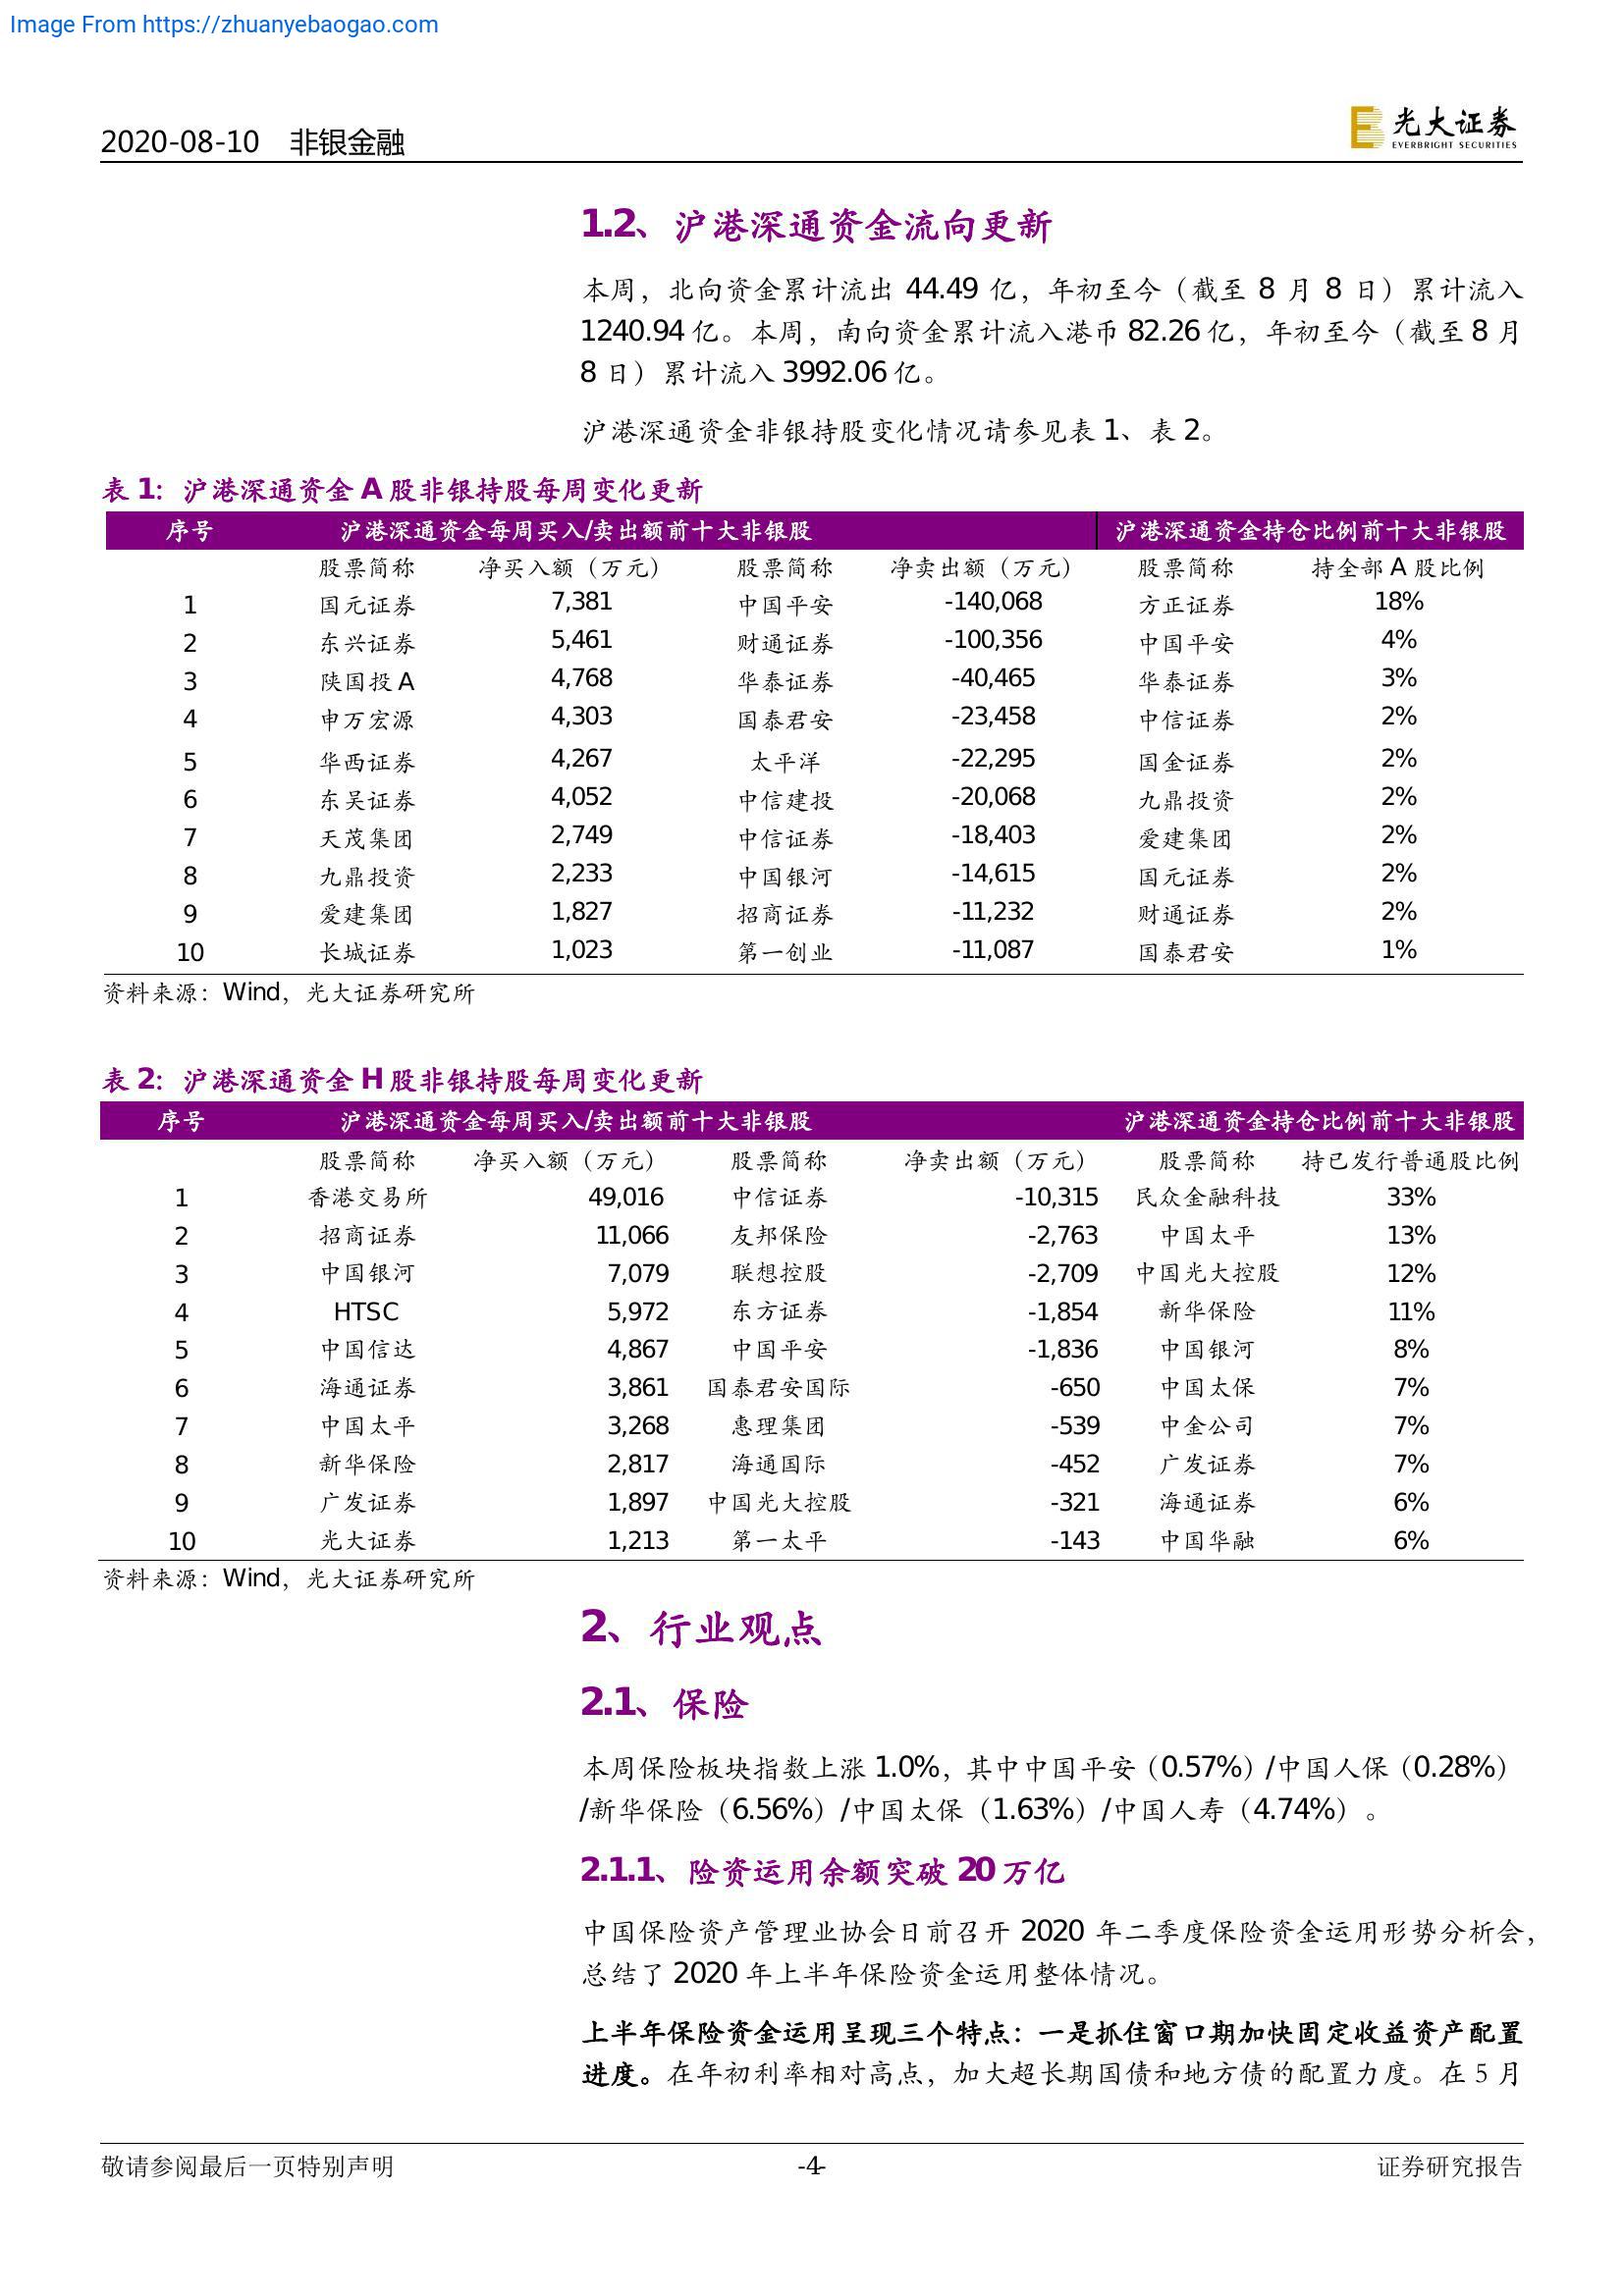 Image From https://zhuanyebaogao.com
2020-08-10 非银金融
光大证券
EVERBRIGHT SECURITIES
1.2、沪港深通资金流向更新
本周，北向资金累计流出 44.49 亿，年初至今（截至 8 月 8 日）累计流入
1240.94 亿。本周，南向资金累计流入港币 82.26 亿，年初至今（截至 8 月
8 日）累计流入 3992.06 亿。
沪港深通资金非银持股变化情况请参见表 1、表 2。
表 1：沪港深通资金 A 股非银持股每周变化更新
序号 沪港深通资金每周买入/卖出额前十大非银股 沪港深通资金持仓比例前十大非银股
股票简称 净买入额（万元） 股票简称 净卖出额（万元） 股票简称 持全部 A 股比例
1 国元证券 7,381 中国平安 -140,068 方正证券 18%
2 东兴证券 5,461 财通证券 -100,356 中国平安 4%
3 陕国投 A 4,768 华泰证券 -40,465 华泰证券 3%
4 申万宏源 4,303 国泰君安 -23,458 中信证券 2%
5 华西证券 4,267 太平洋 -22,295 国金证券 2%
6 东吴证券 4,052 中信建投 -20,068 九鼎投资 2%
7 天茂集团 2,749 中信证券 -18,403 爱建集团 2%
8 九鼎投资 2,233 中国银河 -14,615 国元证券 2%
9 爱建集团 1,827 招商证券 -11,232 财通证券 2%
10 长城证券 1,023 第一创业 -11,087 国泰君安 1%
资料来源：Wind，光大证券研究所
表 2：沪港深通资金 H 股非银持股每周变化更新
序号 沪港深通资金每周买入/卖出额前十大非银股 沪港深通资金持仓比例前十大非银股
股票简称 净买入额（万元） 股票简称 净卖出额（万元） 股票简称 持已发行普通股比例
1 香港交易所 49,016 中信证券 -10,315 民众金融科技 33%
2 招商证券 11,066 友邦保险 -2,763 中国太平 13%
3 中国银河 7,079 联想控股 -2,709 中国光大控股 12%
4 HTSC 5,972 东方证券 -1,854 新华保险 11%
5 中国信达 4,867 中国平安 -1,836 中国银河 8%
6 海通证券 3,861 国泰君安国际 -650 中国太保 7%
7 中国太平 3,268 惠理集团 -539 中金公司 7%
8 新华保险 2,817 海通国际 -452 广发证券 7%
9 广发证券 1,897 中国光大控股 -321 海通证券 6%
10 光大证券 1,213 第一太平 -143 中国华融 6%
资料来源：Wind，光大证券研究所
2、行业观点
2.1、保险
本周保险板块指数上涨 1.0%，其中中国平安（0.57%）/中国人保（0.28%）
/新华保险（6.56%）/中国太保（1.63%）/中国人寿（4.74%）。
2.1.1、险资运用余额突破 20 万亿
中国保险资产管理业协会日前召开 2020 年二季度保险资金运用形势分析会，
总结了 2020 年上半年保险资金运用整体情况。
上半年保险资金运用呈现三个特点：一是抓住窗口期加快固定收益资产配置
进度。在年初利率相对高点，加大超长期国债和地方债的配置力度。在 5 月
敬请参阅最后一页特别声明 -4- 证券研究报告